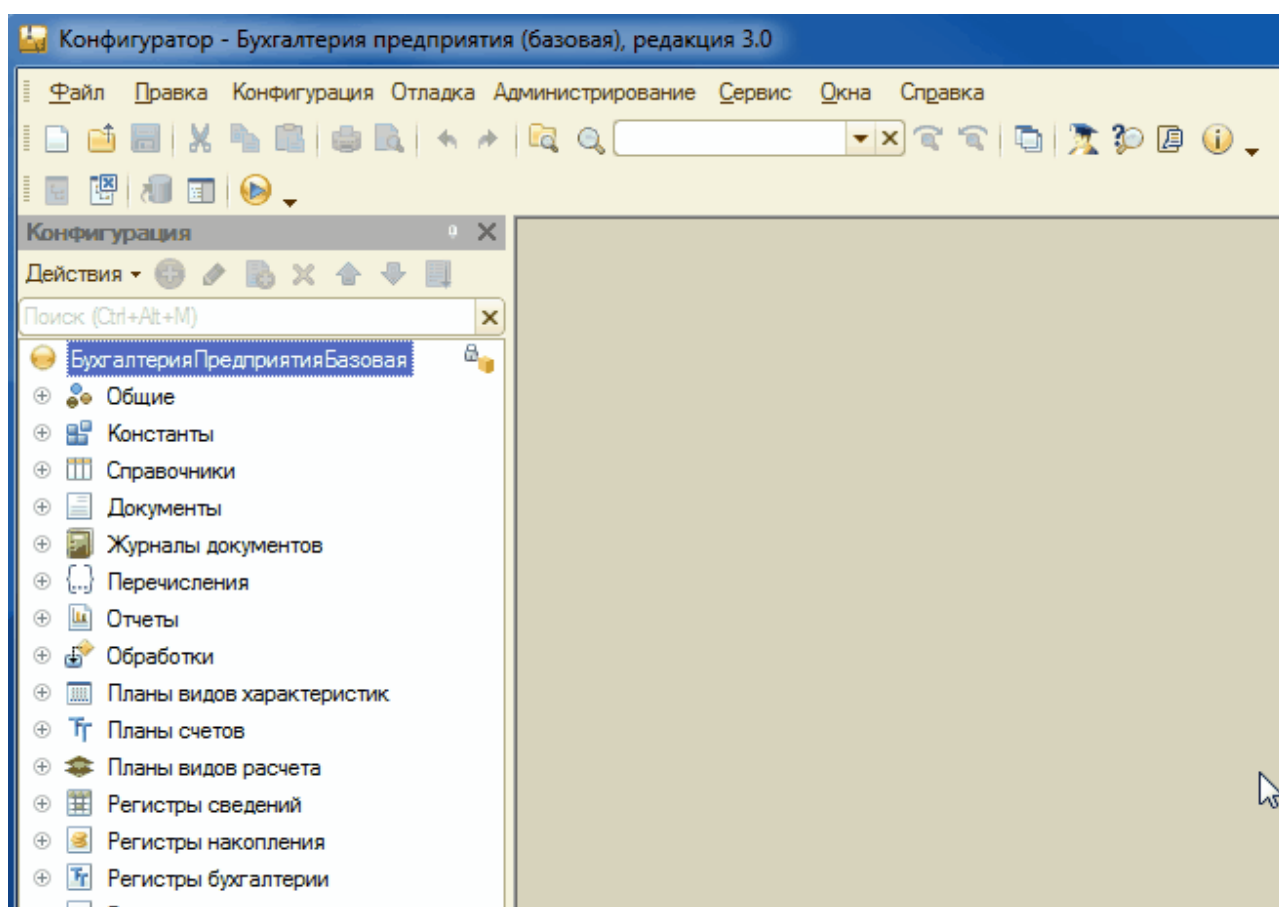 Конфигуратор - Бухгалтерия предприятия (базовая), редакция 3.0
Файл Правка Конфигурация Отладка Администрирование Сервис Окна Справка
Конфигурация
Действия
Поиск (Ctrl+Alt+M)
БухгалтерияПредприятияБазовая
Общие
Константы
Справочники
Документы
Журналы документов
Перечисления
Отчеты
Обработки
Планы видов характеристик
Планы счетов
Планы видов расчета
Регистры сведений
Регистры накопления
Регистры бухгалтерии